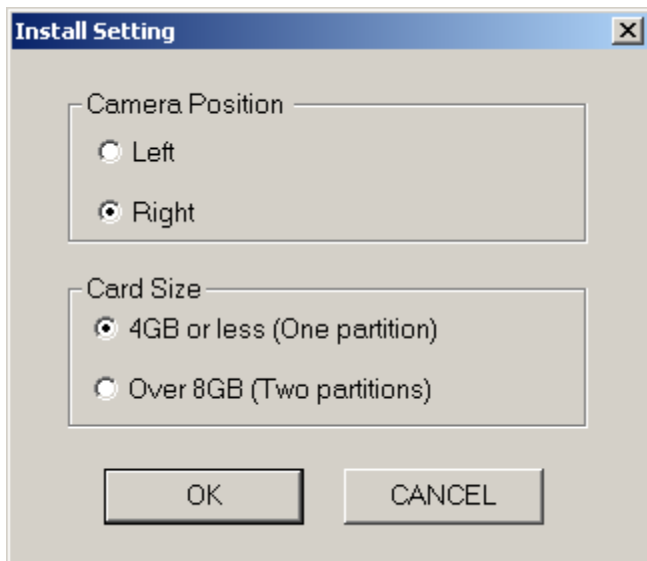 Install Setting
Camera Position
Left
Right
Card Size
4GB or less (One partition)
Over 8GB (Two partitions)
OK CANCEL